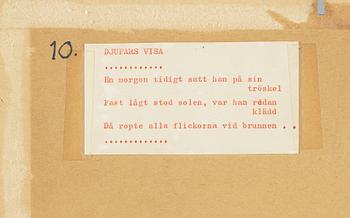 10.
DJUPARS VISA
............
En morgon tidigt satt han på sin
tröskel
Fast lågt stod solen, var han redan
klädd
Då ropte alla flickorna vid brunnen . .
.............